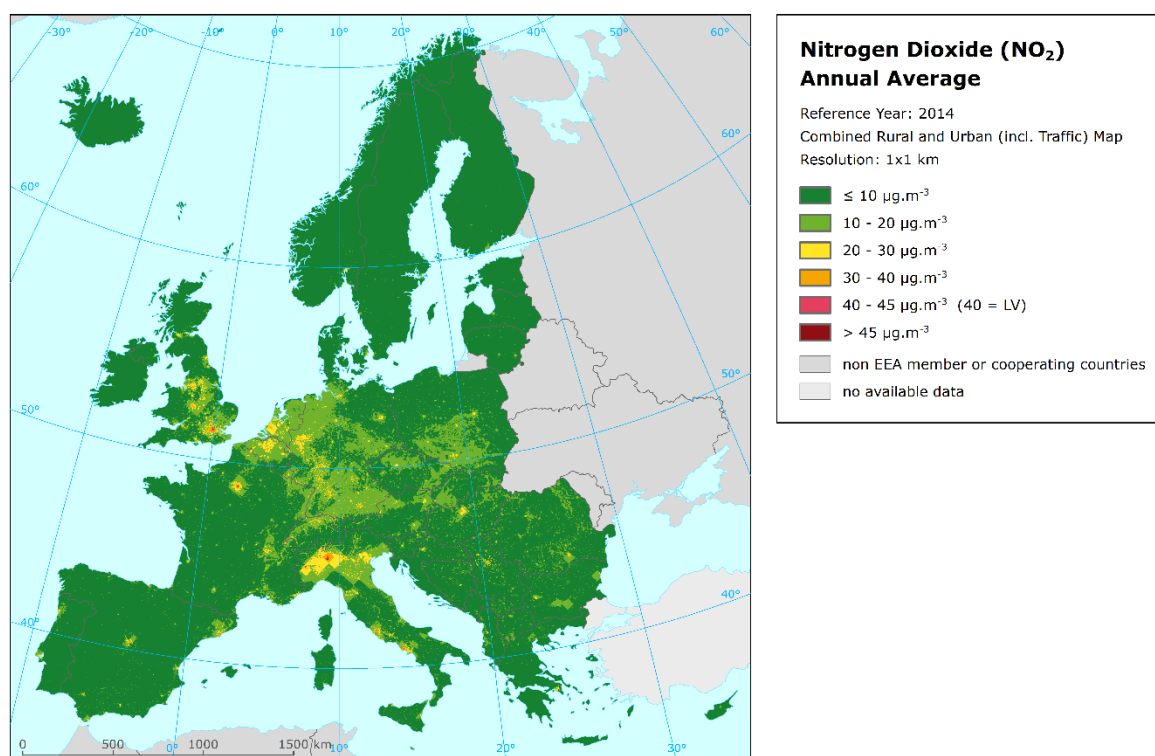 -30° -20° -10° 0° 10° 20° 30° 40° 50° 60°
60°
60°
50°
50°
40°
40°
0 500 1000 1500 km
0° 10° 20° 30°
Nitrogen Dioxide (NO₂)
Annual Average
Reference Year: 2014
Combined Rural and Urban (incl. Traffic) Map
Resolution: 1x1 km
≤ 10 µg.m⁻³
10 - 20 µg.m⁻³
20 - 30 µg.m⁻³
30 - 40 µg.m⁻³
40 - 45 µg.m⁻³ (40 = LV)
> 45 µg.m⁻³
non EEA member or cooperating countries
no available data